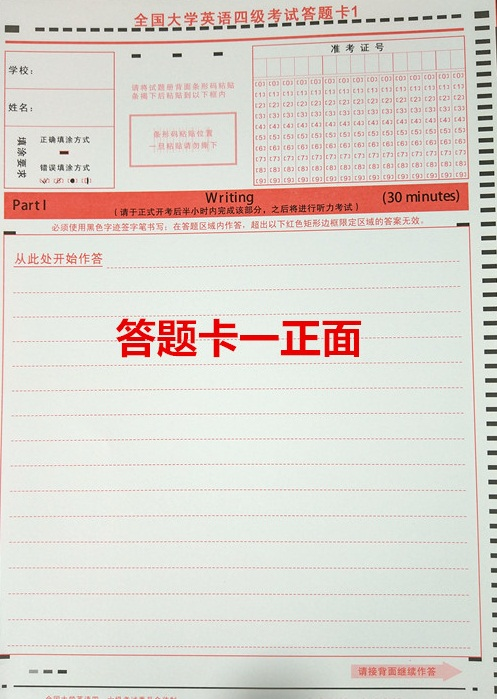 全国大学英语四级考试答题卡1
学校：
姓名：
填涂要求
正确填涂方式
错误填涂方式
请将试题册背面条形码粘贴
条揭下后粘贴到以下框内
条形码粘贴位置
一旦粘贴请勿撕下
准考证号
[0] [0] [0] [0] [0] [0] [0] [0] [0] [0] [0] [0] [0] [0] [0]
[1] [1] [1] [1] [1] [1] [1] [1] [1] [1] [1] [1] [1] [1] [1]
[2] [2] [2] [2] [2] [2] [2] [2] [2] [2] [2] [2] [2] [2] [2]
[3] [3] [3] [3] [3] [3] [3] [3] [3] [3] [3] [3] [3] [3] [3]
[4] [4] [4] [4] [4] [4] [4] [4] [4] [4] [4] [4] [4] [4] [4]
[5] [5] [5] [5] [5] [5] [5] [5] [5] [5] [5] [5] [5] [5] [5]
[6] [6] [6] [6] [6] [6] [6] [6] [6] [6] [6] [6] [6] [6] [6]
[7] [7] [7] [7] [7] [7] [7] [7] [7] [7] [7] [7] [7] [7] [7]
[8] [8] [8] [8] [8] [8] [8] [8] [8] [8] [8] [8] [8] [8] [8]
[9] [9] [9] [9] [9] [9] [9] [9] [9] [9] [9] [9] [9] [9] [9]
Part I Writing (30 minutes)
（请于正式开考后半小时内完成该部分，之后将进行听力考试）
必须使用黑色字迹签字笔书写；在答题区域内作答，超出以下红色矩形边框限定区域的答案无效。
从此处开始作答
答题卡一正面
请接背面继续作答